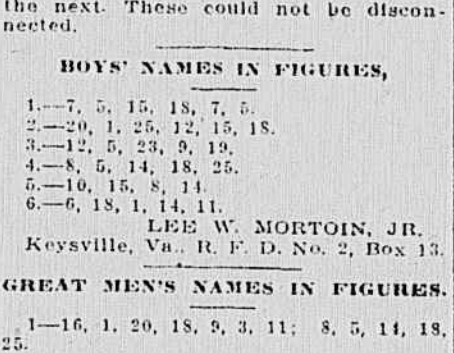 the next. These could not be discon-
nected.
BOYS' NAMES IN FIGURES,
1.—7, 5, 15, 18, 7, 5.
2.—20, 1, 25, 12, 15, 18.
3.—12, 5, 23, 9, 19.
4.—8, 5, 14, 18, 25.
5.—10, 15, 8, 14.
6.—6, 18, 1, 14, 11.
LEE W. MORTOIN, JR.
Keysville, Va., R. F. D. No. 2, Box 13.
GREAT MEN'S NAMES IN FIGURES.
1—16, 1, 20, 18, 9, 3, 11; 8, 5, 14, 18,
25.